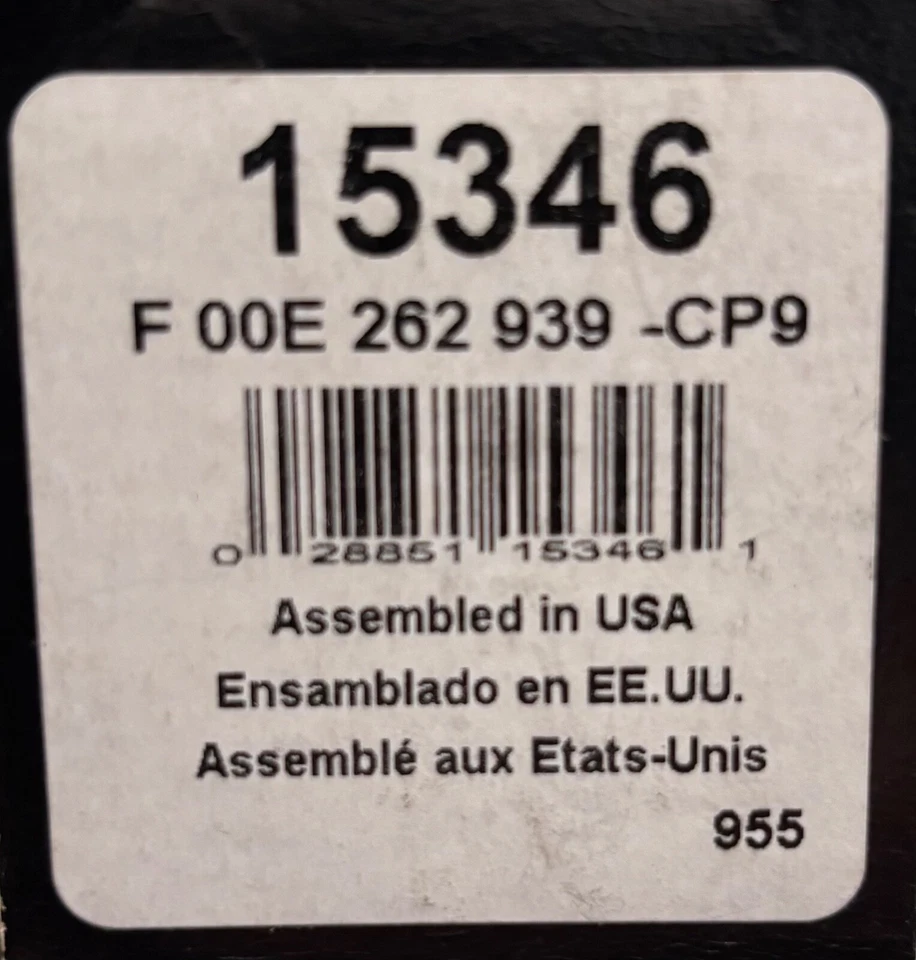 15346
F 00E 262 939 -CP9
0 28851 15346 1
Assembled in USA
Ensamblado en EE.UU.
Assemblé aux Etats-Unis
955